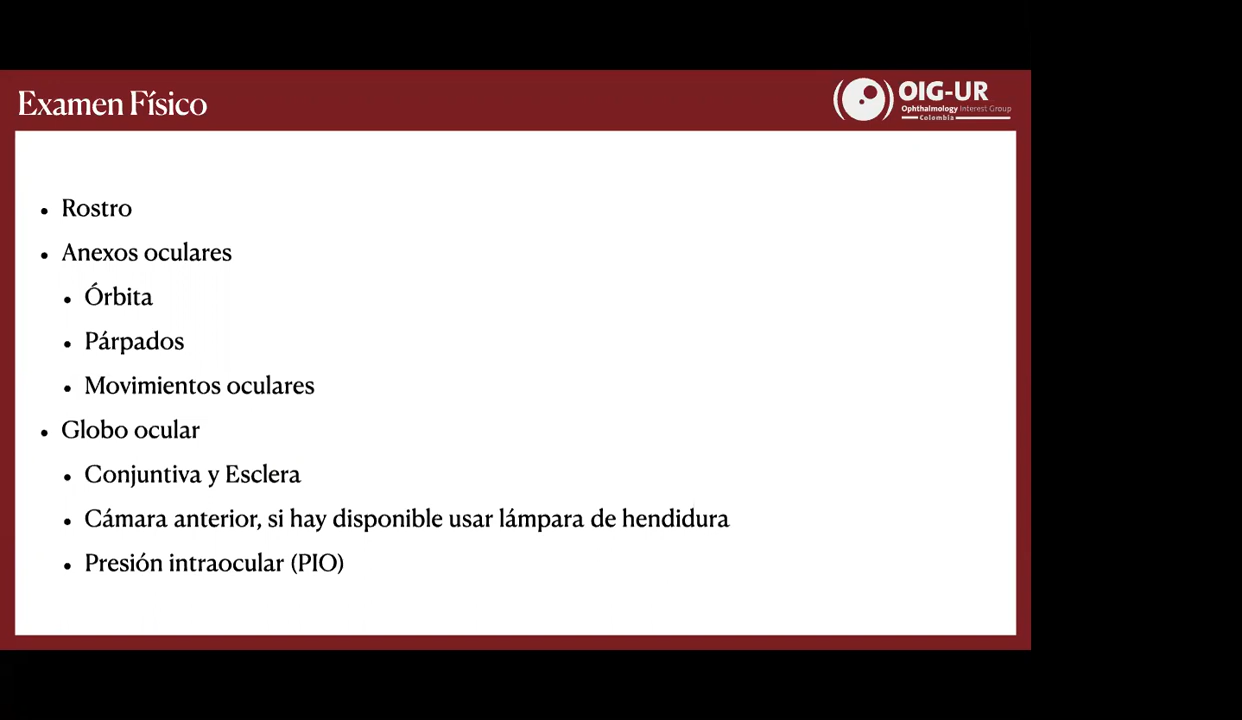 Examen Físico
OIG-UR
Ophthalmology Interest Group
Colombia
• Rostro
• Anexos oculares
• Órbita
• Párpados
• Movimientos oculares
• Globo ocular
• Conjuntiva y Esclera
• Cámara anterior, si hay disponible usar lámpara de hendidura
• Presión intraocular (PIO)